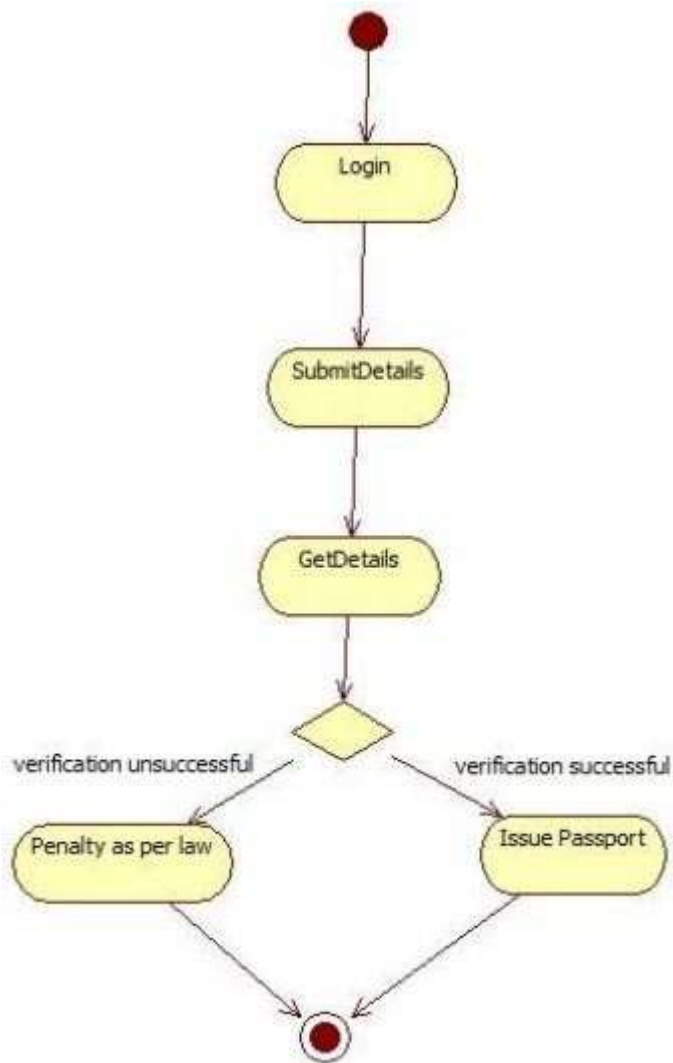 Login
SubmitDetails
GetDetails
verification unsuccessful
verification successful
Penalty as per law
Issue Passport